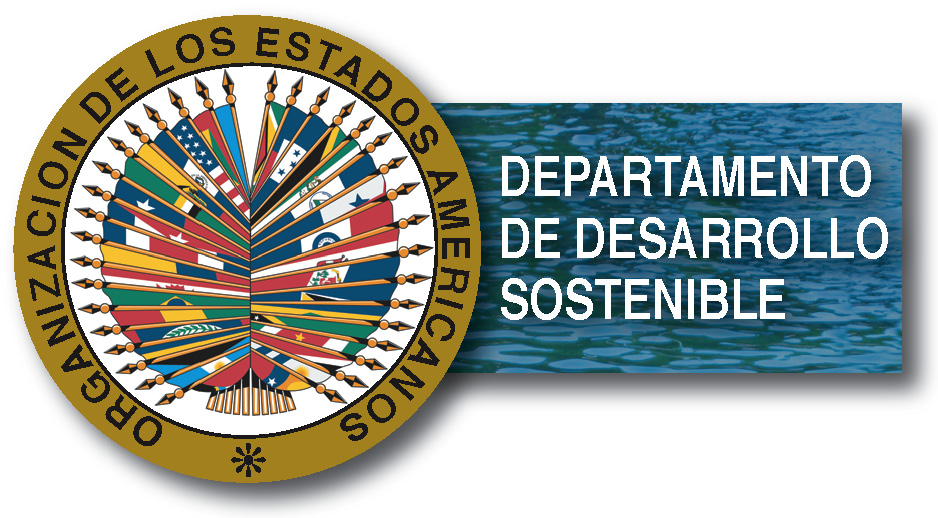 ORGANIZACION DE LOS ESTADOS AMERICANOS
DEPARTAMENTO
DE DESARROLLO
SOSTENIBLE